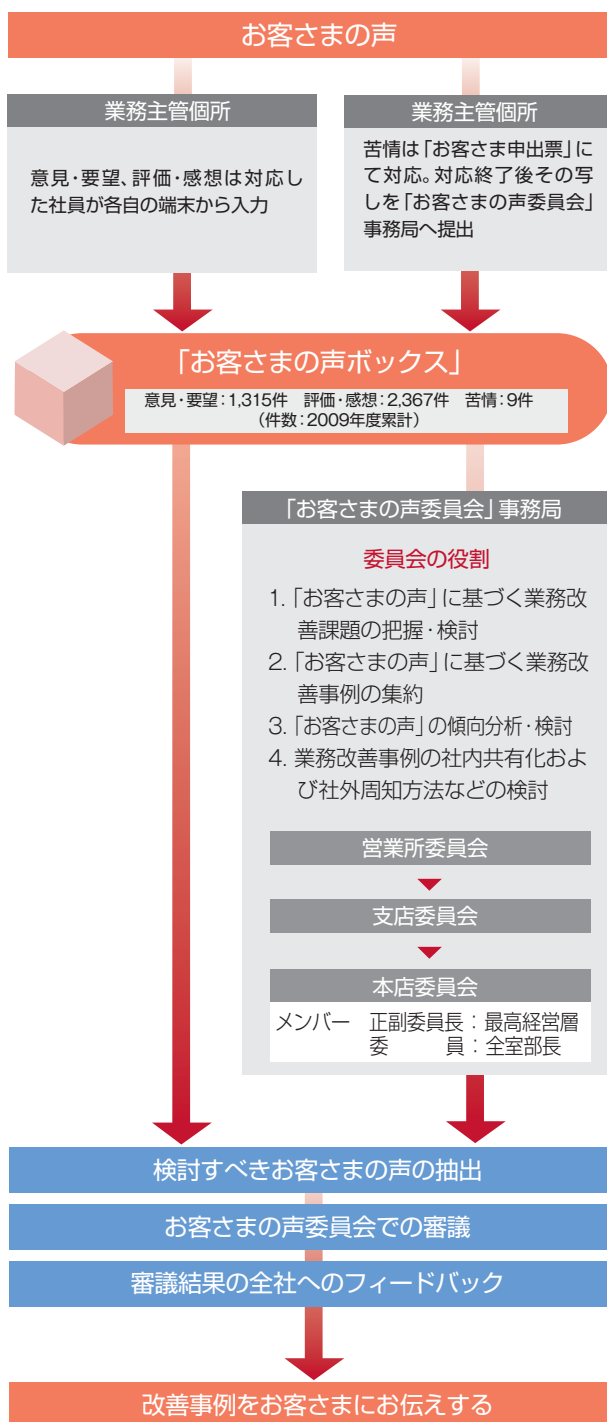 お客さまの声
業務主管個所
意見・要望、評価・感想は対応し
た社員が各自の端末から入力
業務主管個所
苦情は「お客さま申出票」に
て対応。対応終了後その写
しを「お客さまの声委員会」
事務局へ提出
「お客さまの声ボックス」
意見・要望：1,315件　評価・感想：2,367件　苦情：9件
（件数：2009年度累計）
「お客さまの声委員会」事務局
委員会の役割
1.「お客さまの声」に基づく業務改
善課題の把握・検討
2.「お客さまの声」に基づく業務改
善事例の集約
3.「お客さまの声」の傾向分析・検討
4. 業務改善事例の社内共有化およ
び社外周知方法などの検討
営業所委員会
支店委員会
本店委員会
メンバー　正副委員長：最高経営層
委　　　員：全室部長
検討すべきお客さまの声の抽出
お客さまの声委員会での審議
審議結果の全社へのフィードバック
改善事例をお客さまにお伝えする